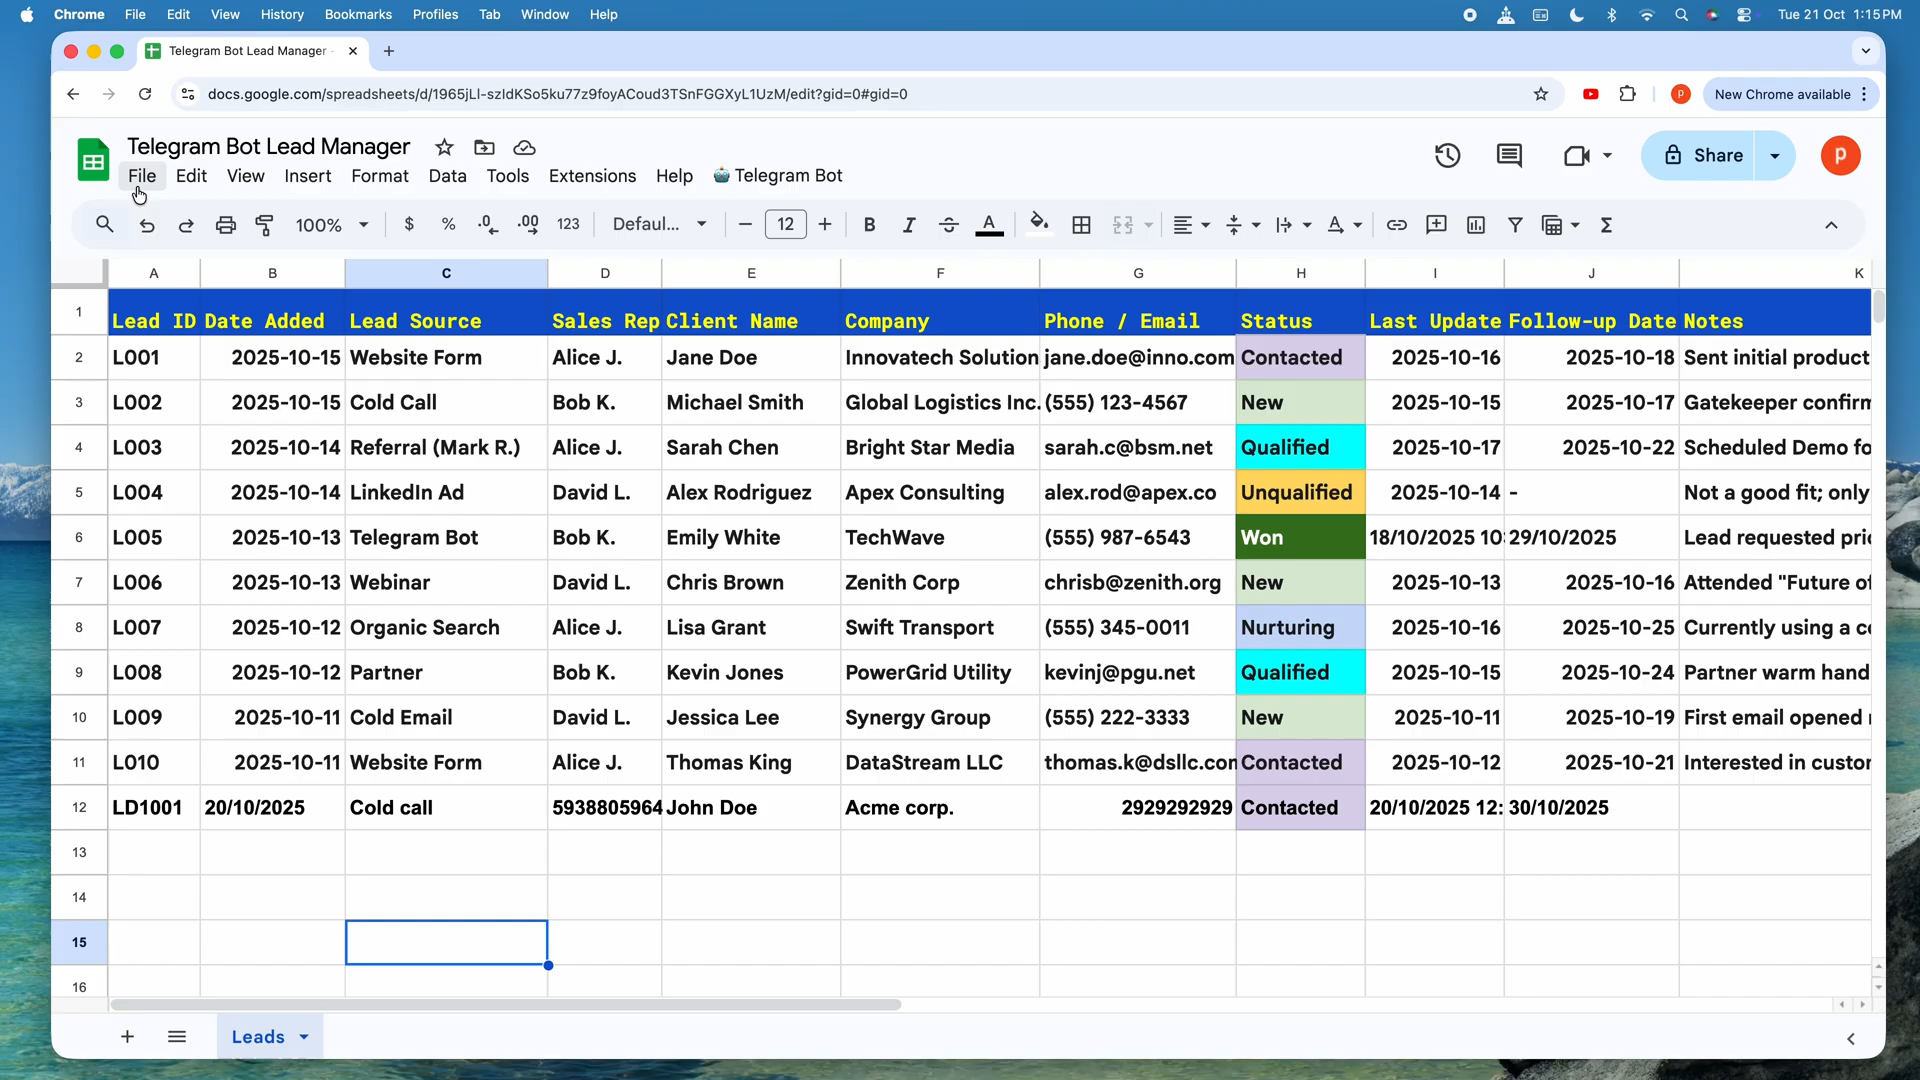 Chrome File Edit View History Bookmarks Profiles Tab Window Help Tue 21 Oct 1:15 PM
Telegram Bot Lead Manager
docs.google.com/spreadsheets/d/1965jLI-szIdKSo5ku77z9foyACoud3TSnFGGXyL1UzM/edit?gid=0#gid=0 P New Chrome available
Telegram Bot Lead Manager
File Edit View Insert Format Data Tools Extensions Help Telegram Bot Share p
100% $ % .0 .00 123 Defaul... 12 B I A
A B C D E F G H I J K
1 Lead ID Date Added Lead Source Sales Rep Client Name Company Phone / Email Status Last Update Follow-up Date Notes
2 L001 2025-10-15 Website Form Alice J. Jane Doe Innovatech Solution jane.doe@inno.com Contacted 2025-10-16 2025-10-18 Sent initial product
3 L002 2025-10-15 Cold Call Bob K. Michael Smith Global Logistics Inc. (555) 123-4567 New 2025-10-15 2025-10-17 Gatekeeper confirm
4 L003 2025-10-14 Referral (Mark R.) Alice J. Sarah Chen Bright Star Media sarah.c@bsm.net Qualified 2025-10-17 2025-10-22 Scheduled Demo fo
5 L004 2025-10-14 LinkedIn Ad David L. Alex Rodriguez Apex Consulting alex.rod@apex.co Unqualified 2025-10-14 - Not a good fit; only
6 L005 2025-10-13 Telegram Bot Bob K. Emily White TechWave (555) 987-6543 Won 18/10/2025 10: 29/10/2025 Lead requested pri
7 L006 2025-10-13 Webinar David L. Chris Brown Zenith Corp chrisb@zenith.org New 2025-10-13 2025-10-16 Attended "Future of
8 L007 2025-10-12 Organic Search Alice J. Lisa Grant Swift Transport (555) 345-0011 Nurturing 2025-10-16 2025-10-25 Currently using a c
9 L008 2025-10-12 Partner Bob K. Kevin Jones PowerGrid Utility kevinj@pgu.net Qualified 2025-10-15 2025-10-24 Partner warm hand
10 L009 2025-10-11 Cold Email David L. Jessica Lee Synergy Group (555) 222-3333 New 2025-10-11 2025-10-19 First email opened
11 L010 2025-10-11 Website Form Alice J. Thomas King DataStream LLC thomas.k@dsllc.con Contacted 2025-10-12 2025-10-21 Interested in custo
12 LD1001 20/10/2025 Cold call 5938805964 John Doe Acme corp. 2929292929 Contacted 20/10/2025 12: 30/10/2025
13
14
15
16
Leads